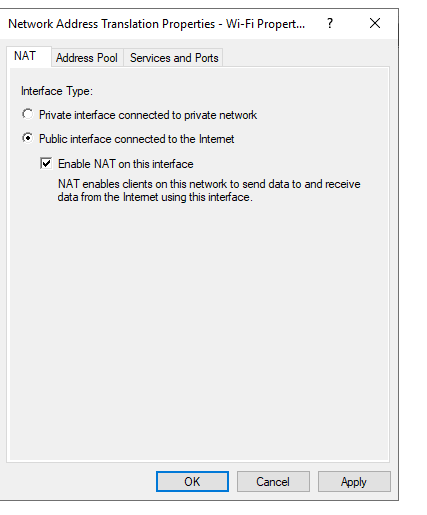 Network Address Translation Properties - Wi-Fi Propert... ? ×
NAT Address Pool Services and Ports
Interface Type:
Private interface connected to private network
Public interface connected to the Internet
Enable NAT on this interface
NAT enables clients on this network to send data to and receive
data from the Internet using this interface.
OK Cancel Apply